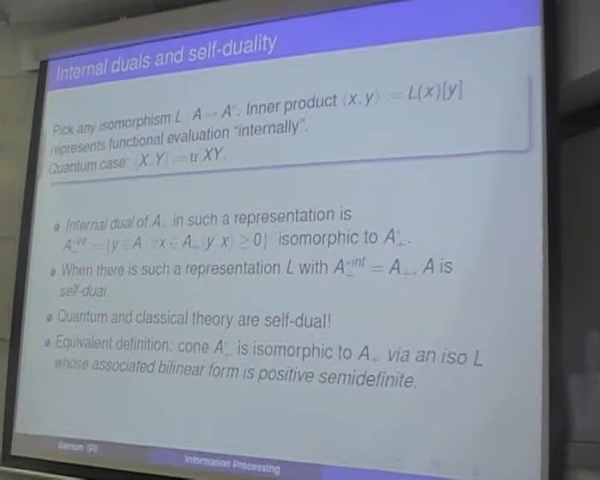 Internal duals and self-duality
Pick any isomorphism L : A → A*. Inner product (x, y) := L(x)[y]
represents functional evaluation "internally".
Quantum case: (X, Y) := tr XY.
Internal dual of A₊ in such a representation is
A₊*int = {y ∈ A : ∀x ∈ A₊ (y, x) ≥ 0} isomorphic to A₊*.
When there is such a representation L with A₊*int = A₊, A is
self-dual.
Quantum and classical theory are self-dual!
Equivalent definition: cone A₊* is isomorphic to A₊ via an iso L
whose associated bilinear form is positive semidefinite.
Barnum (PI)
Information Processing